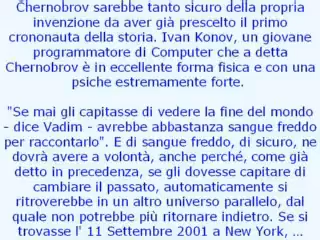 Chernobrov sarebbe tanto sicuro della propria
invenzione da aver già prescelto il primo
crononauta della storia. Ivan Konov, un giovane
programmatore di Computer che a detta
Chernobrov è in eccellente forma fisica e con una
psiche estremamente forte.
"Se mai gli capitasse di vedere la fine del mondo
- dice Vadim - avrebbe abbastanza sangue freddo
per raccontarlo". E di sangue freddo, di sicuro, ne
dovrà avere a volontà, anche perché, come già
detto in precedenza, se gli dovesse capitare di
cambiare il passato, automaticamente si
ritroverebbe in un altro universo parallelo, dal
quale non potrebbe più ritornare indietro. Se si
trovasse l' 11 Settembre 2001 a New York, ...